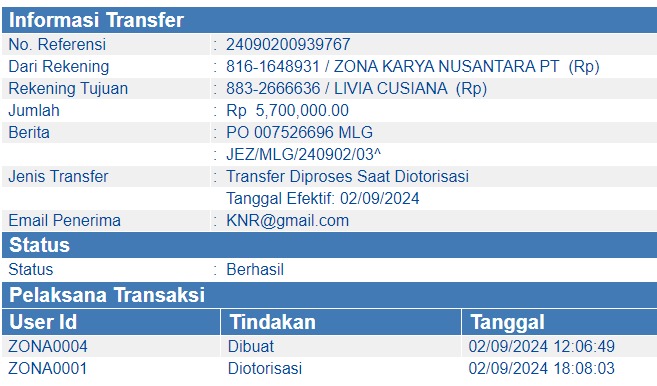 Informasi Transfer
No. Referensi : 24090200939767
Dari Rekening : 816-1648931 / ZONA KARYA NUSANTARA PT (Rp)
Rekening Tujuan : 883-2666636 / LIVIA CUSIANA (Rp)
Jumlah : Rp 5,700,000.00
Berita : PO 007526696 MLG
: JEZ/MLG/240902/03^
Jenis Transfer : Transfer Diproses Saat Diotorisasi
Tanggal Efektif: 02/09/2024
Email Penerima : KNR@gmail.com
Status
Status : Berhasil
Pelaksana Transaksi
User Id Tindakan Tanggal
ZONA0004 Dibuat 02/09/2024 12:06:49
ZONA0001 Diotorisasi 02/09/2024 18:08:03